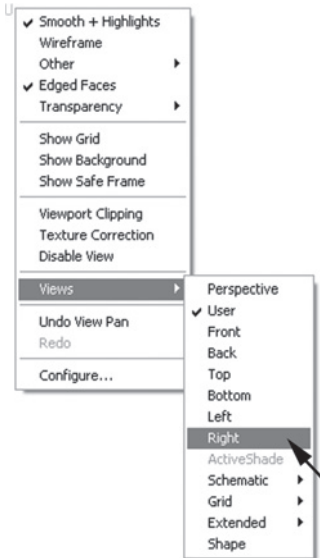 U
Smooth + Highlights
Wireframe
Other
Edged Faces
Transparency
Show Grid
Show Background
Show Safe Frame
Viewport Clipping
Texture Correction
Disable View
Views
Undo View Pan
Redo
Configure...
Perspective
User
Front
Back
Top
Bottom
Left
Right
ActiveShade
Schematic
Grid
Extended
Shape